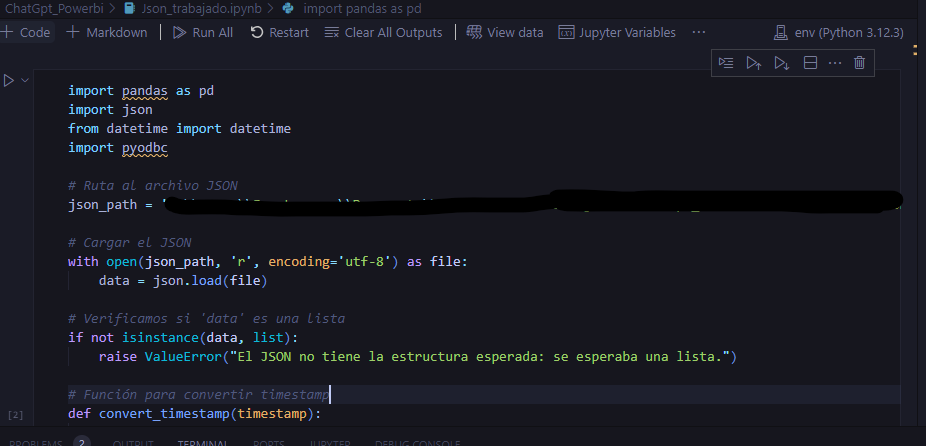 ChatGpt_Powerbi > Json_trabajado.ipynb > import pandas as pd
+ Code + Markdown Run All Restart Clear All Outputs View data Jupyter Variables ··· env (Python 3.12.3)
import pandas as pd
import json
from datetime import datetime
import pyodbc
# Ruta al archivo JSON
json_path = '
# Cargar el JSON
with open(json_path, 'r', encoding='utf-8') as file:
data = json.load(file)
# Verificamos si 'data' es una lista
if not isinstance(data, list):
raise ValueError("El JSON no tiene la estructura esperada: se esperaba una lista.")
# Función para convertir timestamp
[2]
def convert_timestamp(timestamp):
PROBLEMS 2 OUTPUT TERMINAL PORTS JUPYTER DEBUG CONSOLE